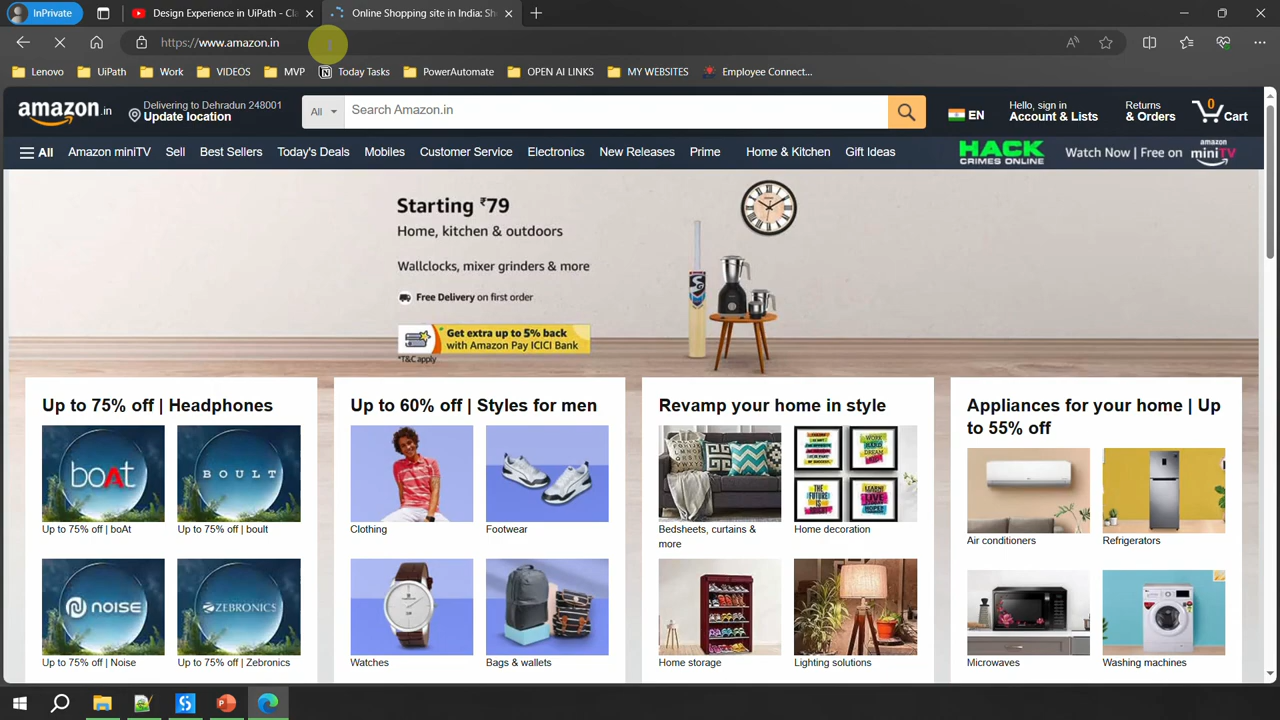 InPrivate
Design Experience in UiPath - Cla
Online Shopping site in India: Sh
https://www.amazon.in
Lenovo
UiPath
Work
VIDEOS
MVP
Today Tasks
PowerAutomate
OPEN AI LINKS
MY WEBSITES
Employee Connect...
amazon.in
Delivering to Dehradun 248001
Update location
All
Search Amazon.in
EN
Hello, sign in
Account & Lists
Returns
& Orders
0
Cart
All
Amazon miniTV
Sell
Best Sellers
Today's Deals
Mobiles
Customer Service
Electronics
New Releases
Prime
Home & Kitchen
Gift Ideas
HACK
CRIMES ONLINE
Watch Now | Free on
amazon
miniTV
Starting ₹79
Home, kitchen & outdoors
Wallclocks, mixer grinders & more
Free Delivery on first order
Get extra up to 5% back
with Amazon Pay ICICI Bank
*T&C apply
Up to 75% off | Headphones
boAt
BOULT
Up to 75% off | boAt
Up to 75% off | boult
NOISE
ZEBRONICS
Up to 75% off | Noise
Up to 75% off | Zebronics
Up to 60% off | Styles for men
Clothing
Footwear
Watches
Bags & wallets
Revamp your home in style
Bedsheets, curtains &
more
Home decoration
Home storage
Lighting solutions
Appliances for your home | Up
to 55% off
Air conditioners
Refrigerators
Microwaves
Washing machines